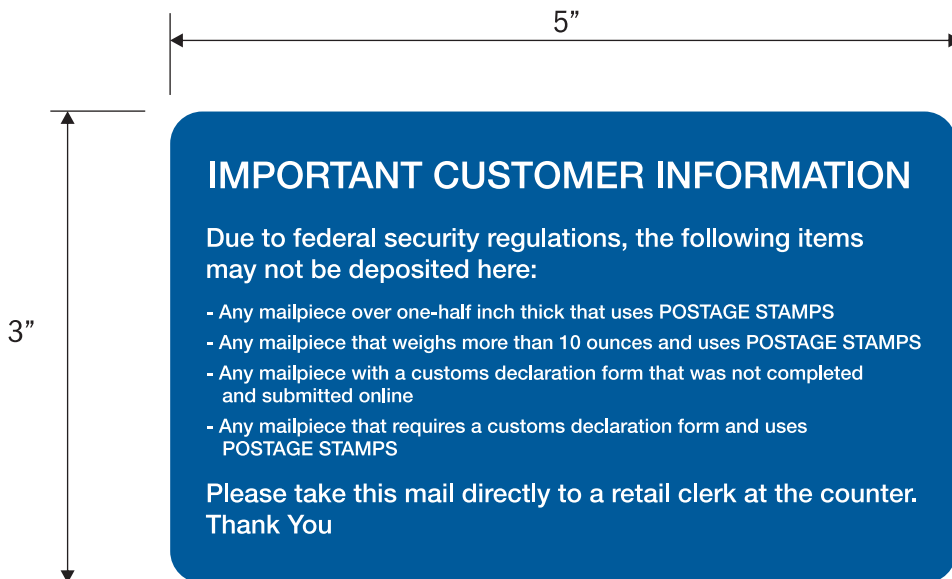 5”
3”
IMPORTANT CUSTOMER INFORMATION
Due to federal security regulations, the following items
may not be deposited here:
- Any mailpiece over one-half inch thick that uses POSTAGE STAMPS
- Any mailpiece that weighs more than 10 ounces and uses POSTAGE STAMPS
- Any mailpiece with a customs declaration form that was not completed
and submitted online
- Any mailpiece that requires a customs declaration form and uses
POSTAGE STAMPS
Please take this mail directly to a retail clerk at the counter.
Thank You